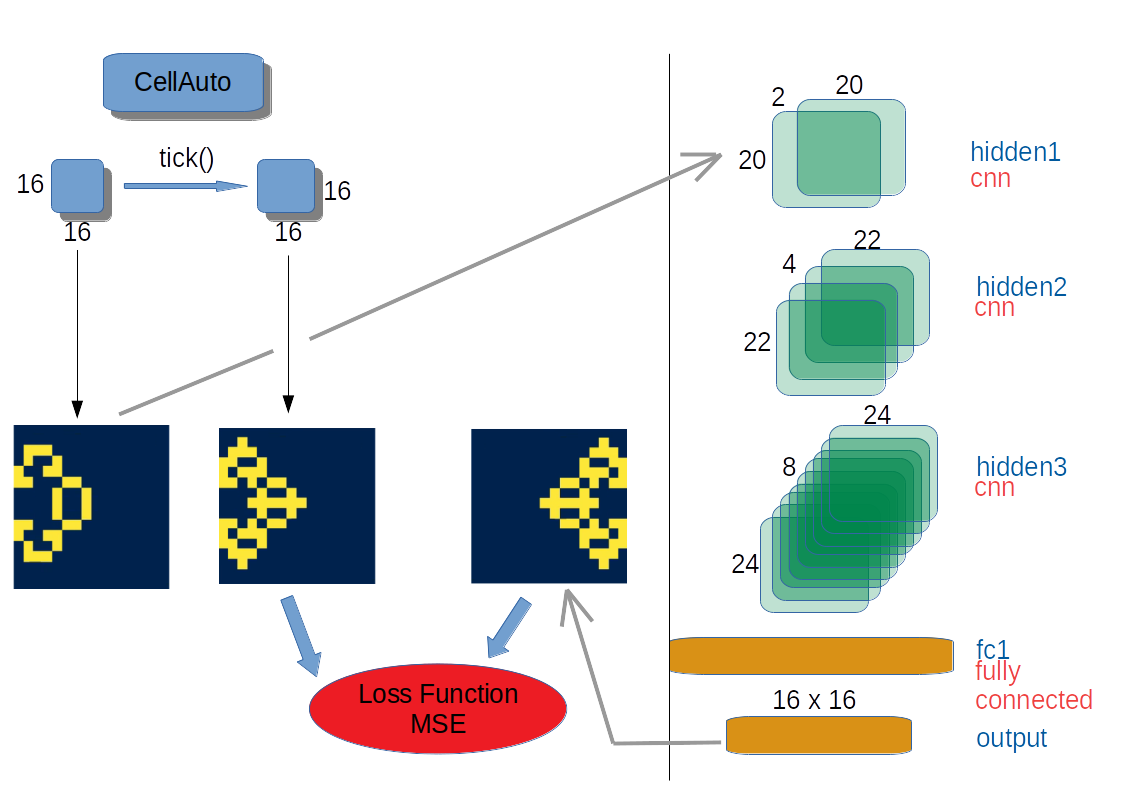 CellAuto
tick()
16
16
16
16
Loss Function
MSE
2
20
20
hidden1
cnn
22
4
22
hidden2
cnn
24
8
24
hidden3
cnn
fc1
fully
connected
16 x 16
output